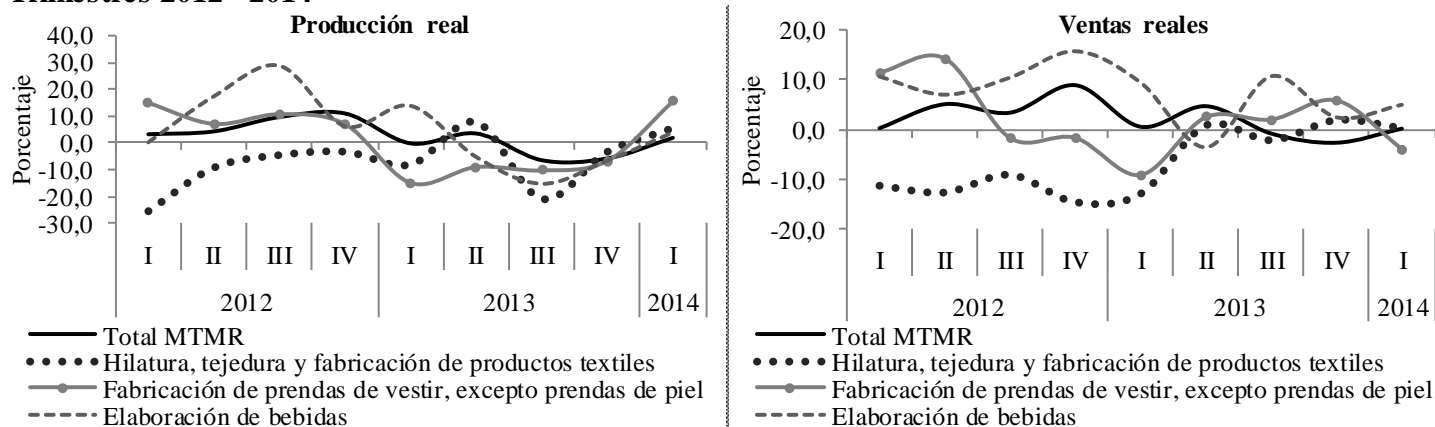 Trimestres 2012 - 2014
Producción real
Porcentaje
40,0
30,0
20,0
10,0
0,0
-10,0
-20,0
-30,0
I II III IV I II III IV I
2012 2013 2014
Total MTMR
Hilatura, tejedura y fabricación de productos textiles
Fabricación de prendas de vestir, excepto prendas de piel
Elaboración de bebidas
Ventas reales
Porcentaje
20,0
10,0
0,0
-10,0
-20,0
I II III IV I II III IV I
2012 2013 2014
Total MTMR
Hilatura, tejedura y fabricación de productos textiles
Fabricación de prendas de vestir, excepto prendas de piel
Elaboración de bebidas